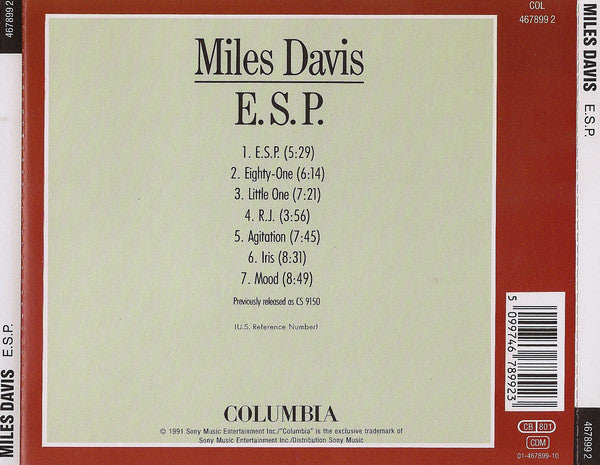 467899 2
MILES DAVIS E.S.P.
COL
467899 2
MILES DAVIS E.S.P.
Miles Davis
E.S.P.
1. E.S.P. (5:29)
2. Eighty-One (6:14)
3. Little One (7:21)
4. R.J. (3:56)
5. Agitation (7:45)
6. Iris (8:31)
7. Mood (8:49)
Previously released as CS 9150
(U.S. Reference Number)
COLUMBIA
© 1991 Sony Music Entertainment Inc./"Columbia" is the exclusive trademark of
Sony Music Entertainment Inc./Distribution Sony Music
5 099746 789923
CB 801
CDM
01-467899-10
467899 2